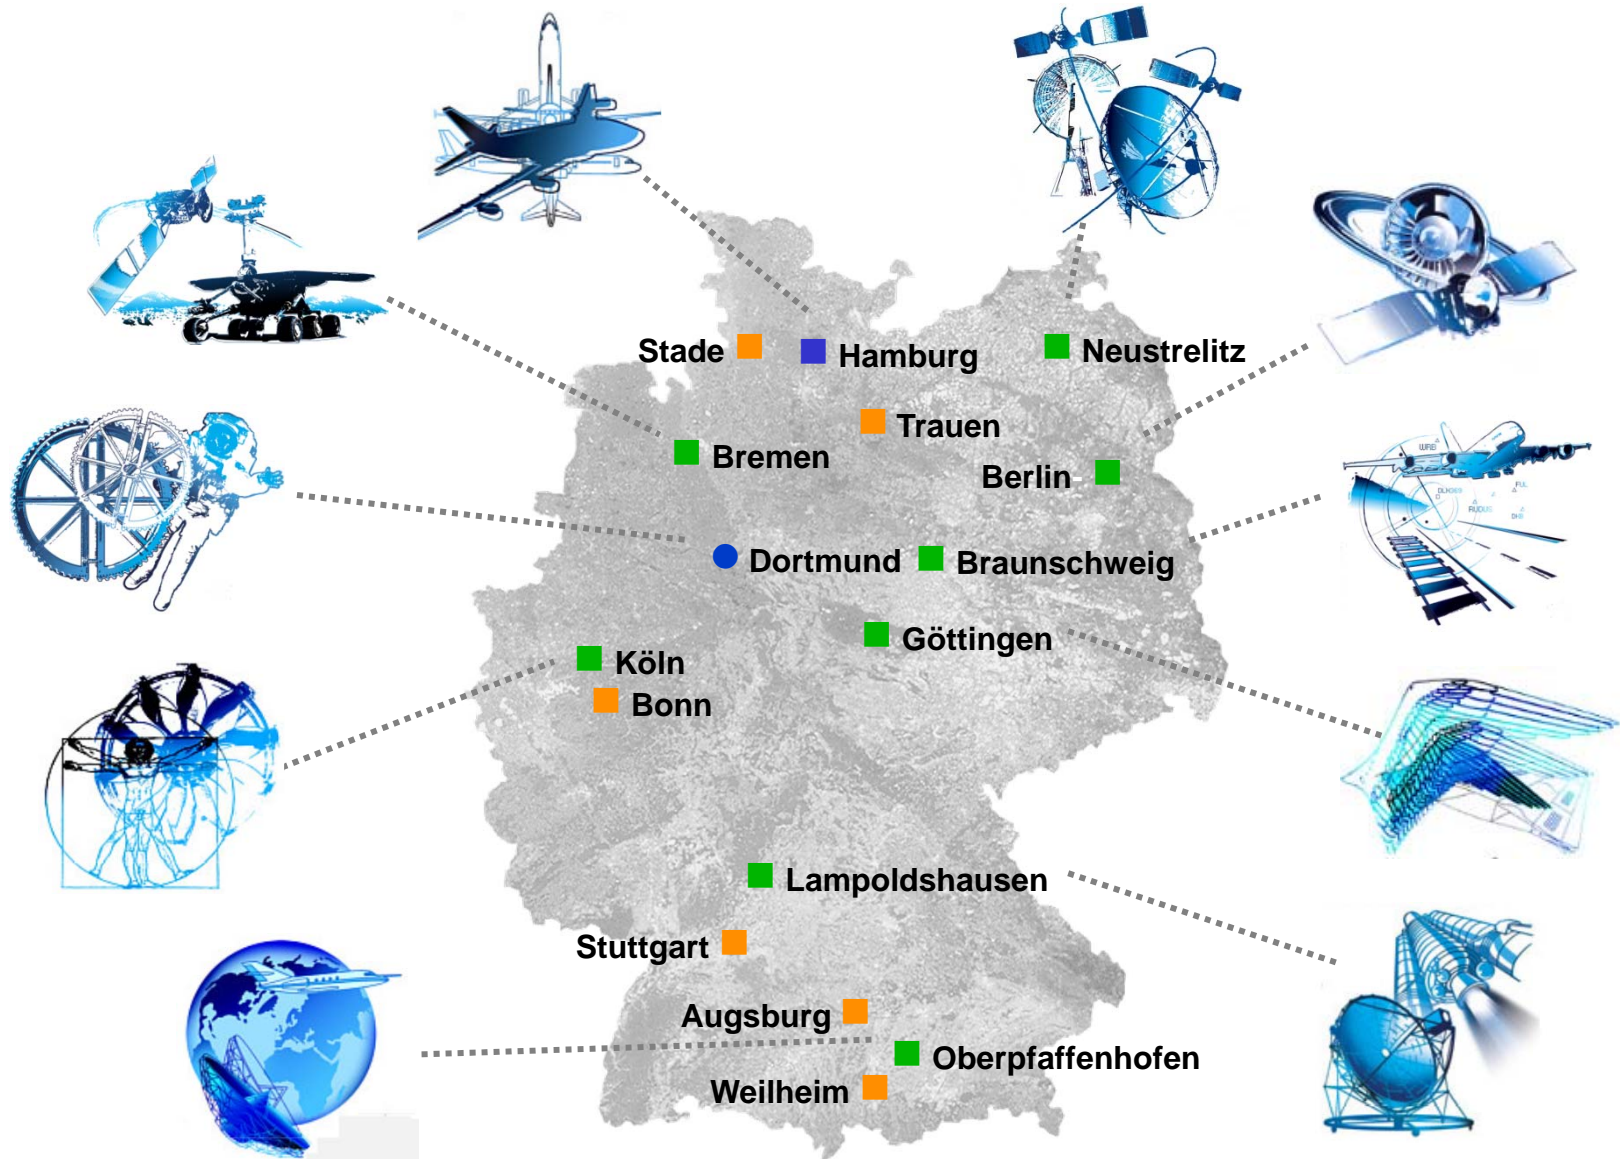 Stade
Hamburg
Neustrelitz
Trauen
Bremen
Berlin
Dortmund
Braunschweig
Göttingen
Köln
Bonn
Lampoldshausen
Stuttgart
Augsburg
Oberpfaffenhofen
Weilheim